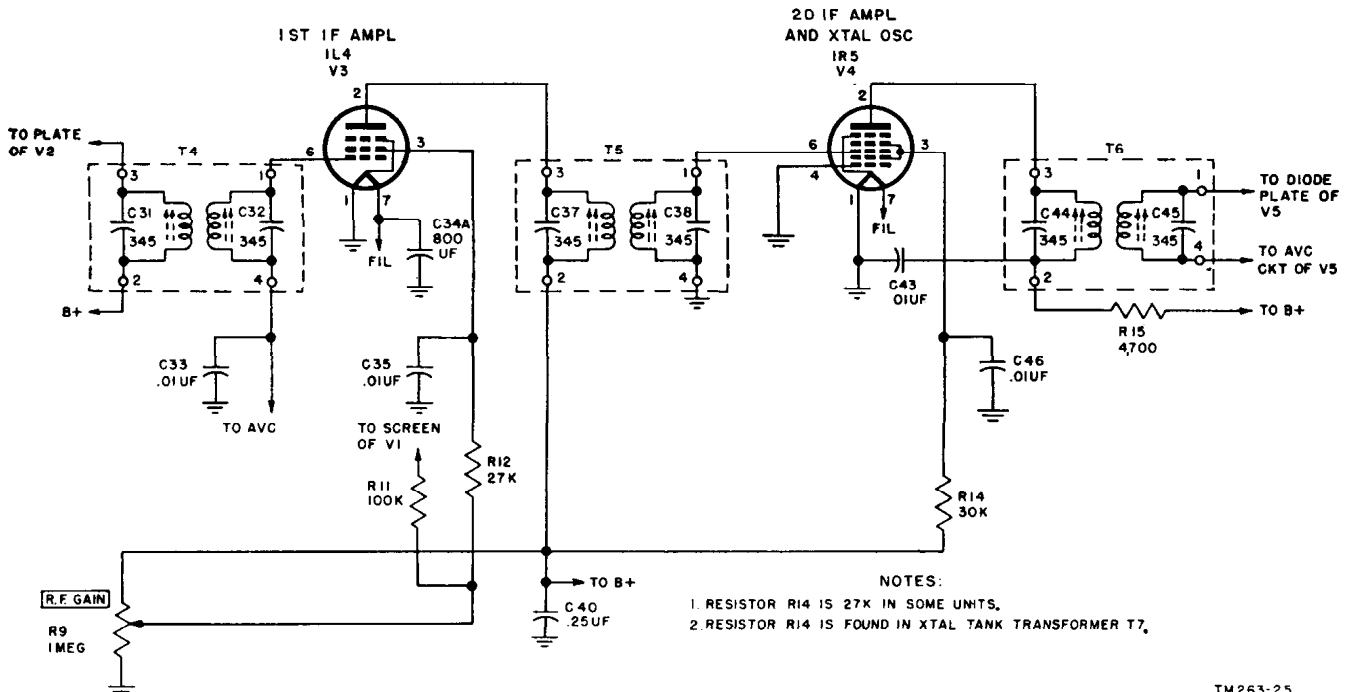 1ST IF AMPL
1L4
V3
2D IF AMPL
AND XTAL OSC
1R5
V4
2
2
TO PLATE
OF V2
T4
6
3
T5
6
4
3
T6
3
1
3
1
3
1
TO DIODE
PLATE OF
V5
C31
345
C32
345
1
7
FIL
C34A
800
UF
C37
345
C38
345
1
7
FIL
C44
345
C45
345
4
TO AVC
CKT OF V5
2
4
2
4
C43
.01UF
2
B+
TO B+
R15
4,700
C33
.01UF
C35
.01UF
C46
.01UF
TO AVC
TO SCREEN
OF V1
R11
100K
R12
27K
R14
30K
R.F. GAIN
R9
1MEG
TO B+
C40
.25UF
NOTES:
1. RESISTOR R14 IS 27K IN SOME UNITS.
2. RESISTOR R14 IS FOUND IN XTAL TANK TRANSFORMER T7.
TM263-25